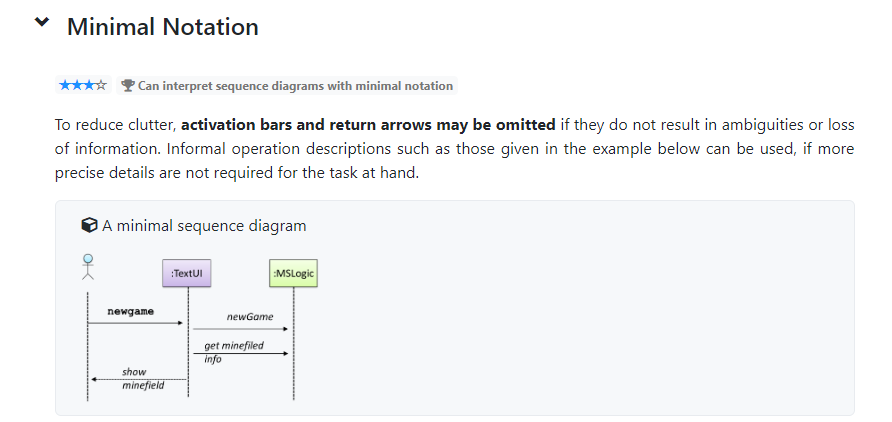 Minimal Notation
★★★☆ 🏆 Can interpret sequence diagrams with minimal notation
To reduce clutter, activation bars and return arrows may be omitted if they do not result in ambiguities or loss
of information. Informal operation descriptions such as those given in the example below can be used, if more
precise details are not required for the task at hand.
A minimal sequence diagram
:TextUI
:MSLogic
newgame
newGame
get minefiled
info
show
minefield